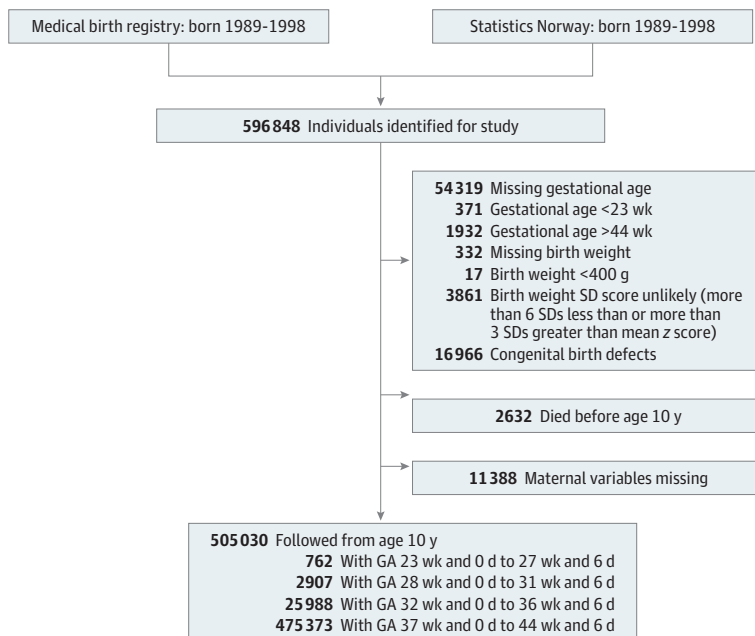 Medical birth registry: born 1989-1998
Statistics Norway: born 1989-1998
596848 Individuals identified for study
54319 Missing gestational age
371 Gestational age <23 wk
1932 Gestational age >44 wk
332 Missing birth weight
17 Birth weight <400 g
3861 Birth weight SD score unlikely (more
than 6 SDs less than or more than
3 SDs greater than mean z score)
16966 Congenital birth defects
2632 Died before age 10 y
11388 Maternal variables missing
505030 Followed from age 10 y
762 With GA 23 wk and 0 d to 27 wk and 6 d
2907 With GA 28 wk and 0 d to 31 wk and 6 d
25988 With GA 32 wk and 0 d to 36 wk and 6 d
475373 With GA 37 wk and 0 d to 44 wk and 6 d